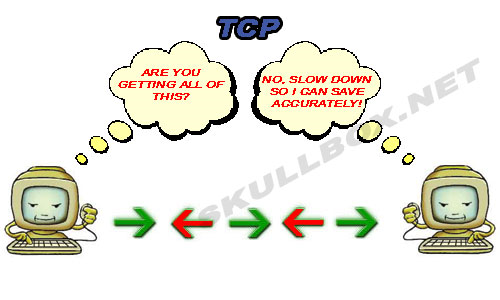 TCP
ARE YOU
GETTING ALL OF
THIS?
NO, SLOW DOWN
SO I CAN SAVE
ACCURATELY!
SKULLBOX.NET